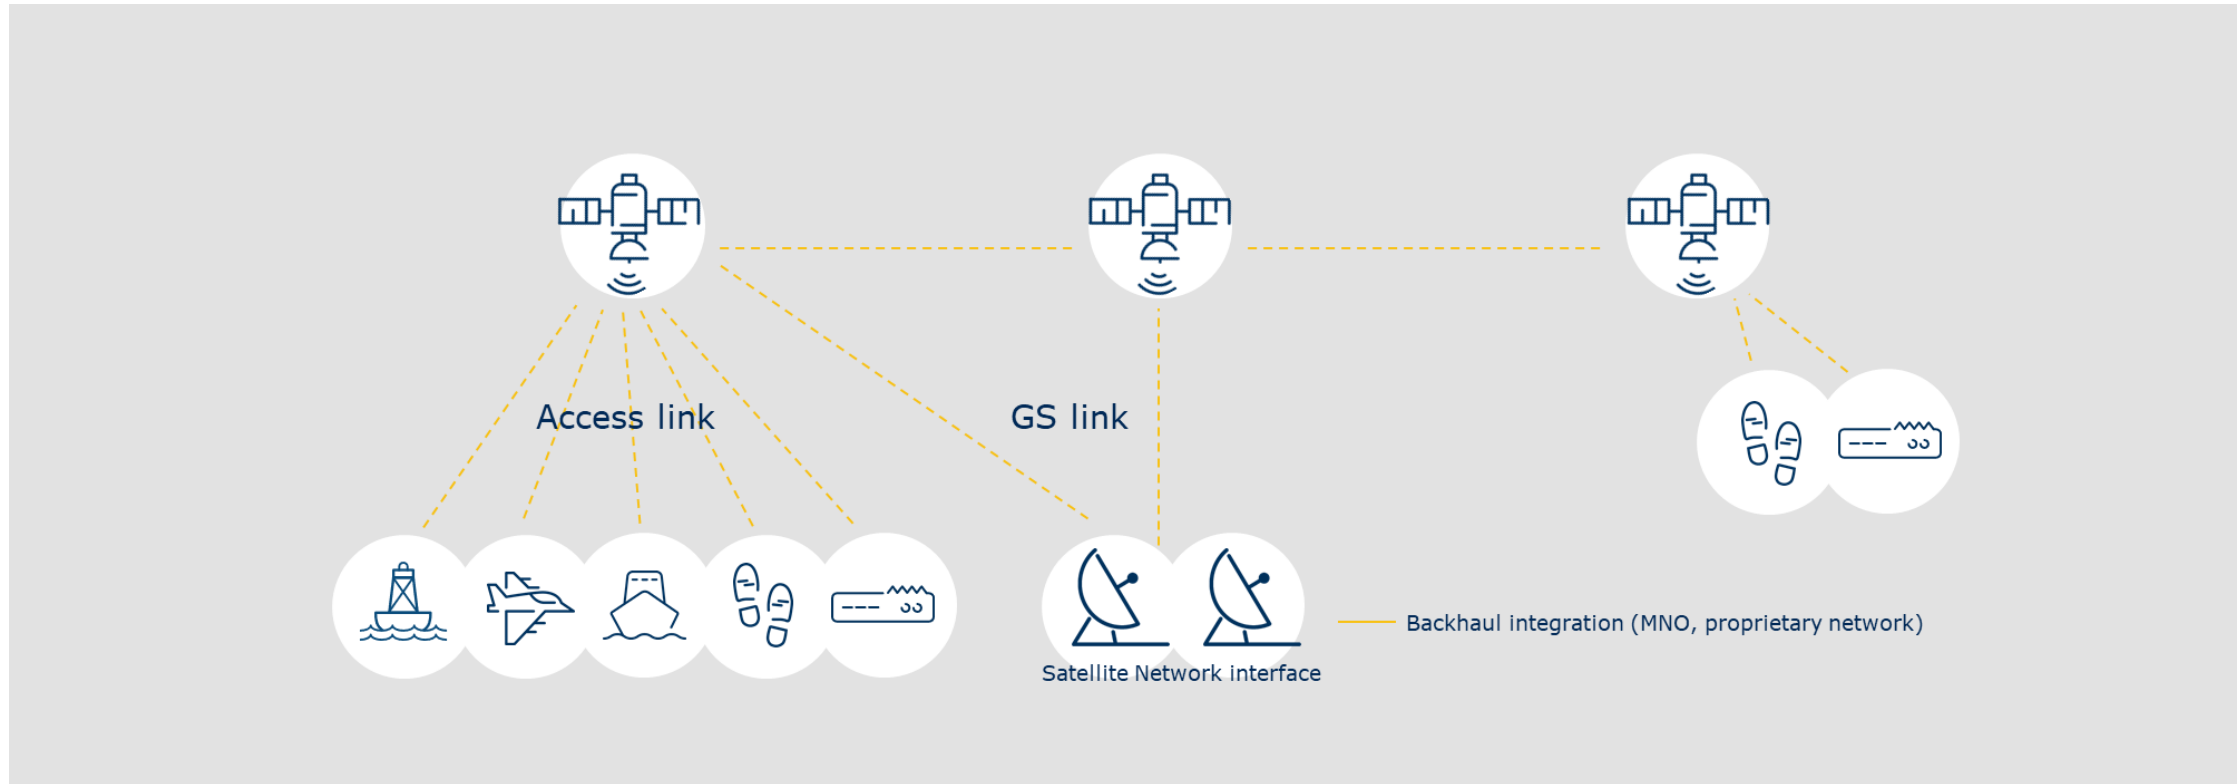 Access link
GS link
Backhaul integration (MNO, proprietary network)
Satellite Network interface